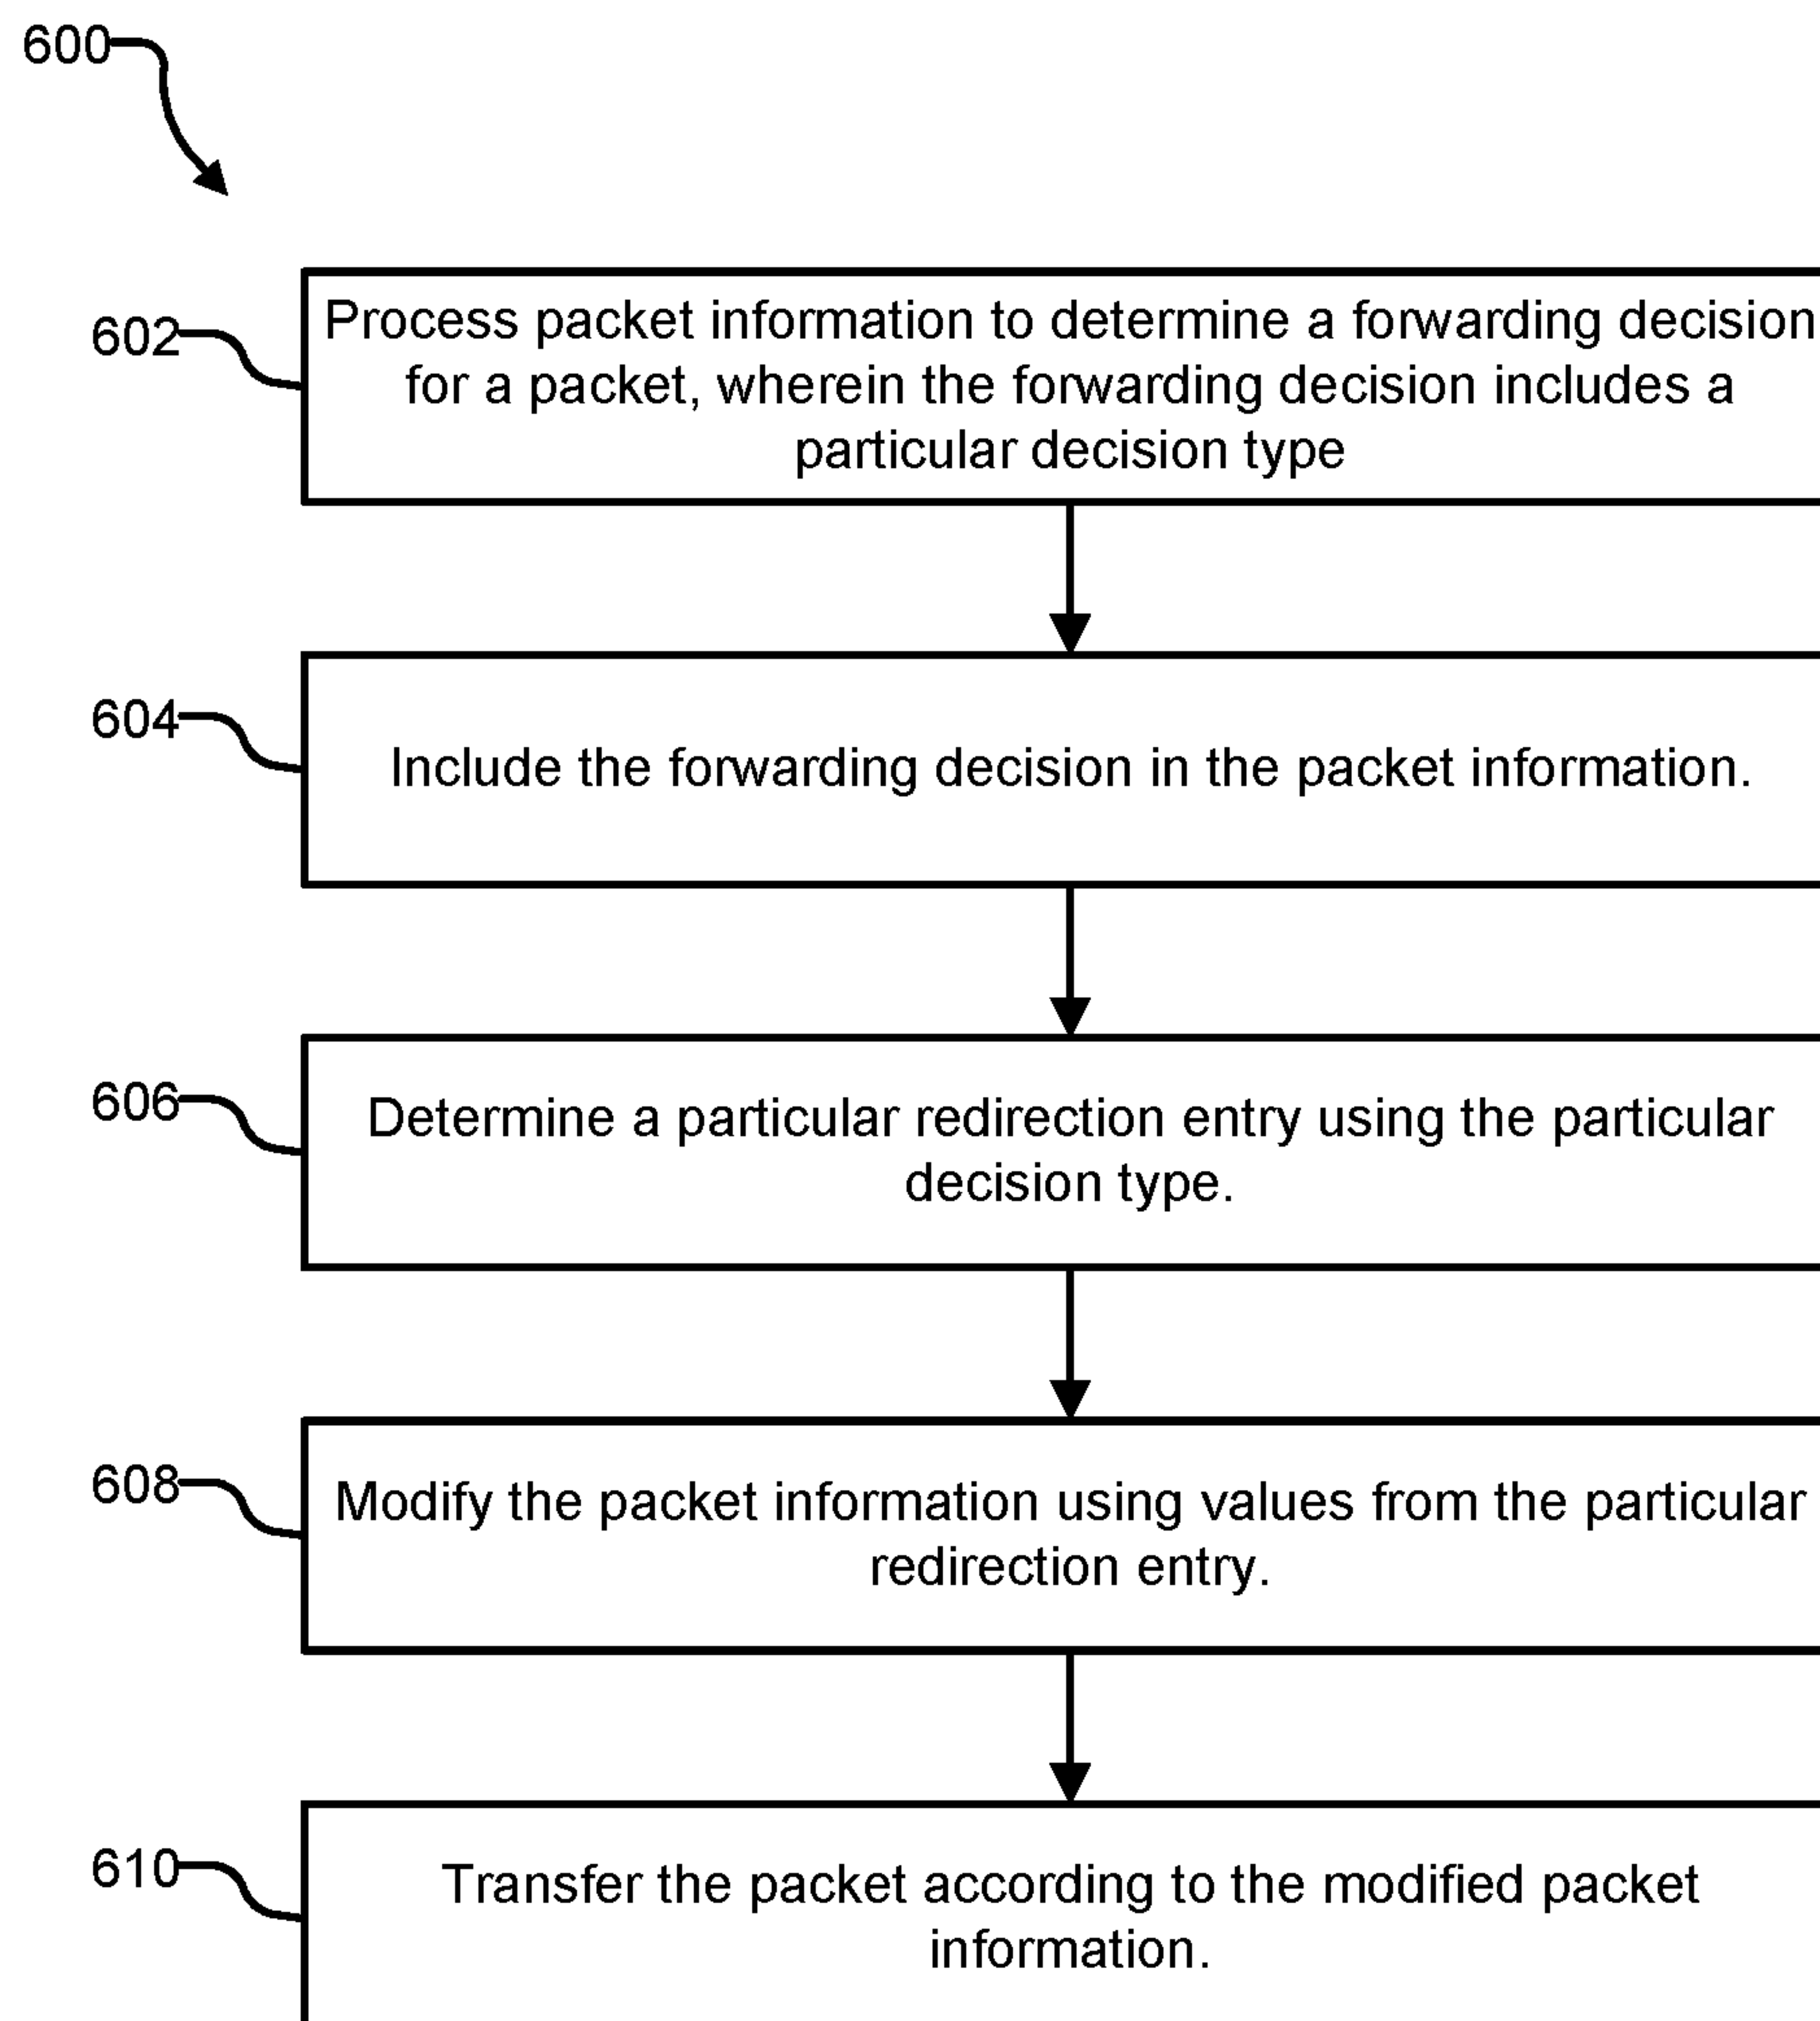 600
602
Process packet information to determine a forwarding decision
for a packet, wherein the forwarding decision includes a
particular decision type
604
Include the forwarding decision in the packet information.
606
Determine a particular redirection entry using the particular
decision type.
608
Modify the packet information using values from the particular
redirection entry.
610
Transfer the packet according to the modified packet
information.